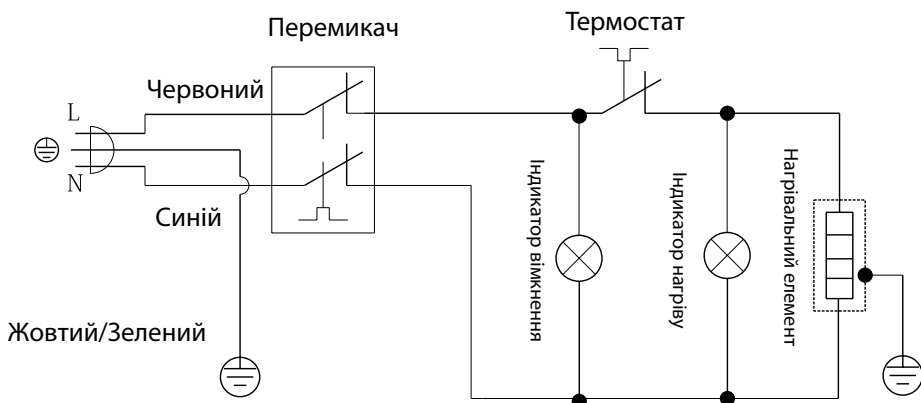 Перемикач
Термостат
Червоний
L
N
Синій
Жовтий/Зелений
Індикатор вімкнення
Індикатор нагріву
Нагрівальний елемент